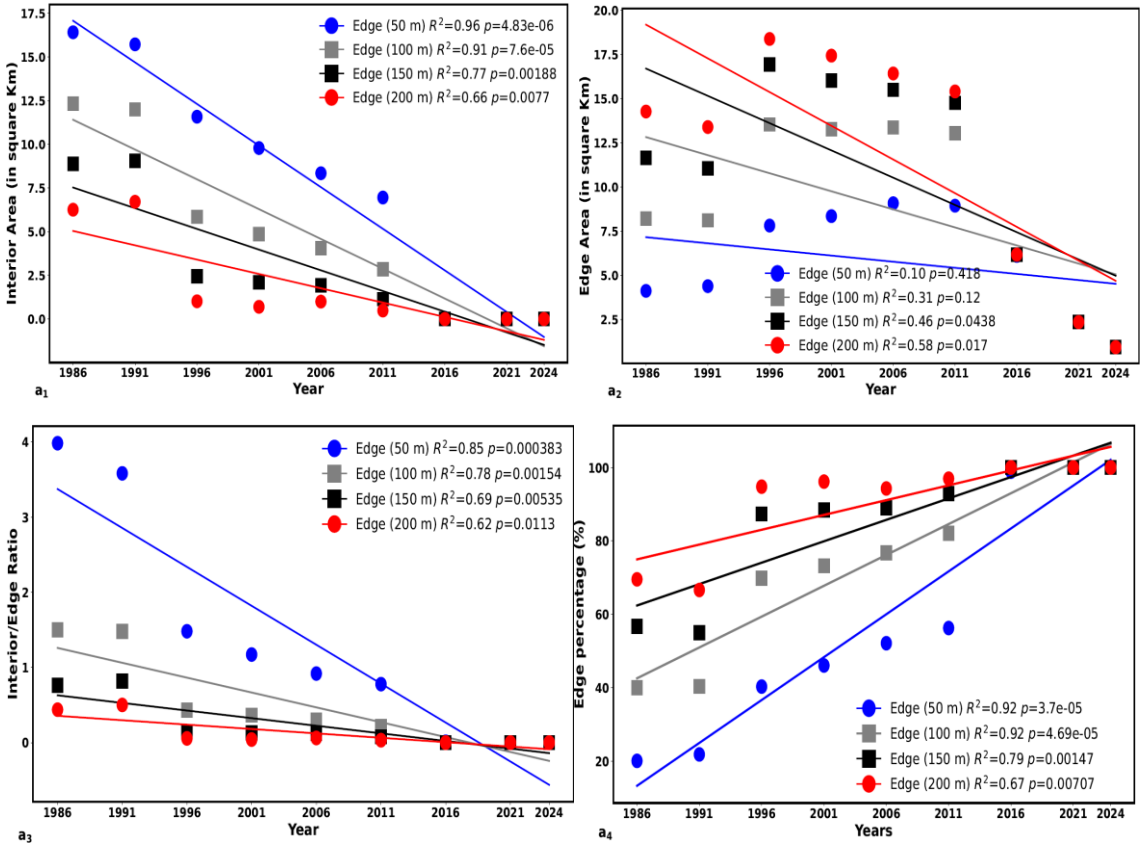 Interior Area (in square Km)
17.5
15.0
12.5
10.0
7.5
5.0
2.5
0.0
Edge (50 m) R²=0.96 p=4.83e-06
Edge (100 m) R²=0.91 p=7.6e-05
Edge (150 m) R²=0.77 p=0.00188
Edge (200 m) R²=0.66 p=0.0077
1986 1991 1996 2001 2006 2011 2016 2021 2024
Year
a1
Edge Area (in square Km)
20.0
17.5
15.0
12.5
10.0
7.5
5.0
2.5
Edge (50 m) R²=0.10 p=0.418
Edge (100 m) R²=0.31 p=0.12
Edge (150 m) R²=0.46 p=0.0438
Edge (200 m) R²=0.58 p=0.017
1986 1991 1996 2001 2006 2011 2016 2021 2024
Year
a2
Interior/Edge Ratio
4
3
2
1
0
Edge (50 m) R²=0.85 p=0.000383
Edge (100 m) R²=0.78 p=0.00154
Edge (150 m) R²=0.69 p=0.00535
Edge (200 m) R²=0.62 p=0.0113
1986 1991 1996 2001 2006 2011 2016 2021 2024
Year
a3
Edge percentage (%)
100
80
60
40
20
Edge (50 m) R²=0.92 p=3.7e-05
Edge (100 m) R²=0.92 p=4.69e-05
Edge (150 m) R²=0.79 p=0.00147
Edge (200 m) R²=0.67 p=0.00707
1986 1991 1996 2001 2006 2011 2016 2021 2024
Years
a4